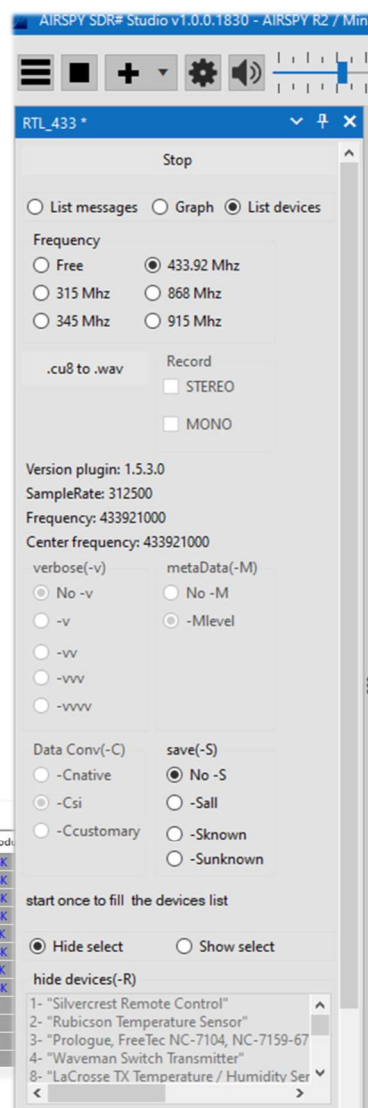 AIRSPY SDR# Studio v1.0.0.1830 - AIRSPY R2 / Min
RTL_433 *
Stop
List messages Graph List devices
Frequency
Free 433.92 Mhz
315 Mhz 868 Mhz
345 Mhz 915 Mhz
.cu8 to .wav Record
STEREO
MONO
Version plugin: 1.5.3.0
SampleRate: 312500
Frequency: 433921000
Center frequency: 433921000
verbose(-v) metaData(-M)
No -v No -M
-v -Mlevel
-vv
-vvv
-vvvv
Data Conv(-C) save(-S)
-Cnative No -S
-Csi -Sall
-Ccustomary -Sknown
-Sunknown
start once to fill the devices list
Hide select Show select
hide devices(-R)
1- "Silvercrest Remote Control"
2- "Rubicson Temperature Sensor"
3- "Prologue, FreeTec NC-7104, NC-7159-67
4- "Waveman Switch Transmitter"
8- "LaCrosse TX Temperature / Humidity Ser